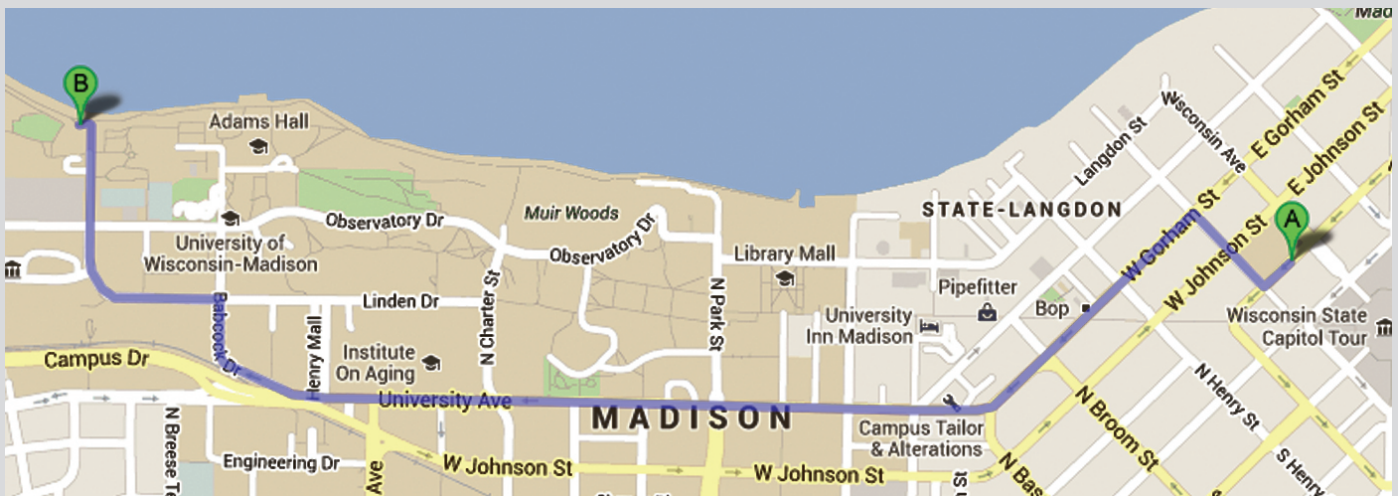 Mad
B
Adams Hall
Wisconsin Ave
E Gorham St
Langdon St
E Johnson St
Observatory Dr
Muir Woods
STATE-LANGDON
W Gorham St
A
University of
Wisconsin-Madison
Observatory Dr
Library Mall
W Johnson St
N Charter St
N Park St
Pipefitter
Linden Dr
Bop
University
Inn Madison
Wisconsin State
Capitol Tour
Babcock Dr
Henry Mall
Institute
On Aging
Campus Dr
University Ave
MADISON
N Henry St
Campus Tailor
& Alterations
N Broom St
N Breese Te
Engineering Dr
Ave
W Johnson St
W Johnson St
N Bas
S Henry